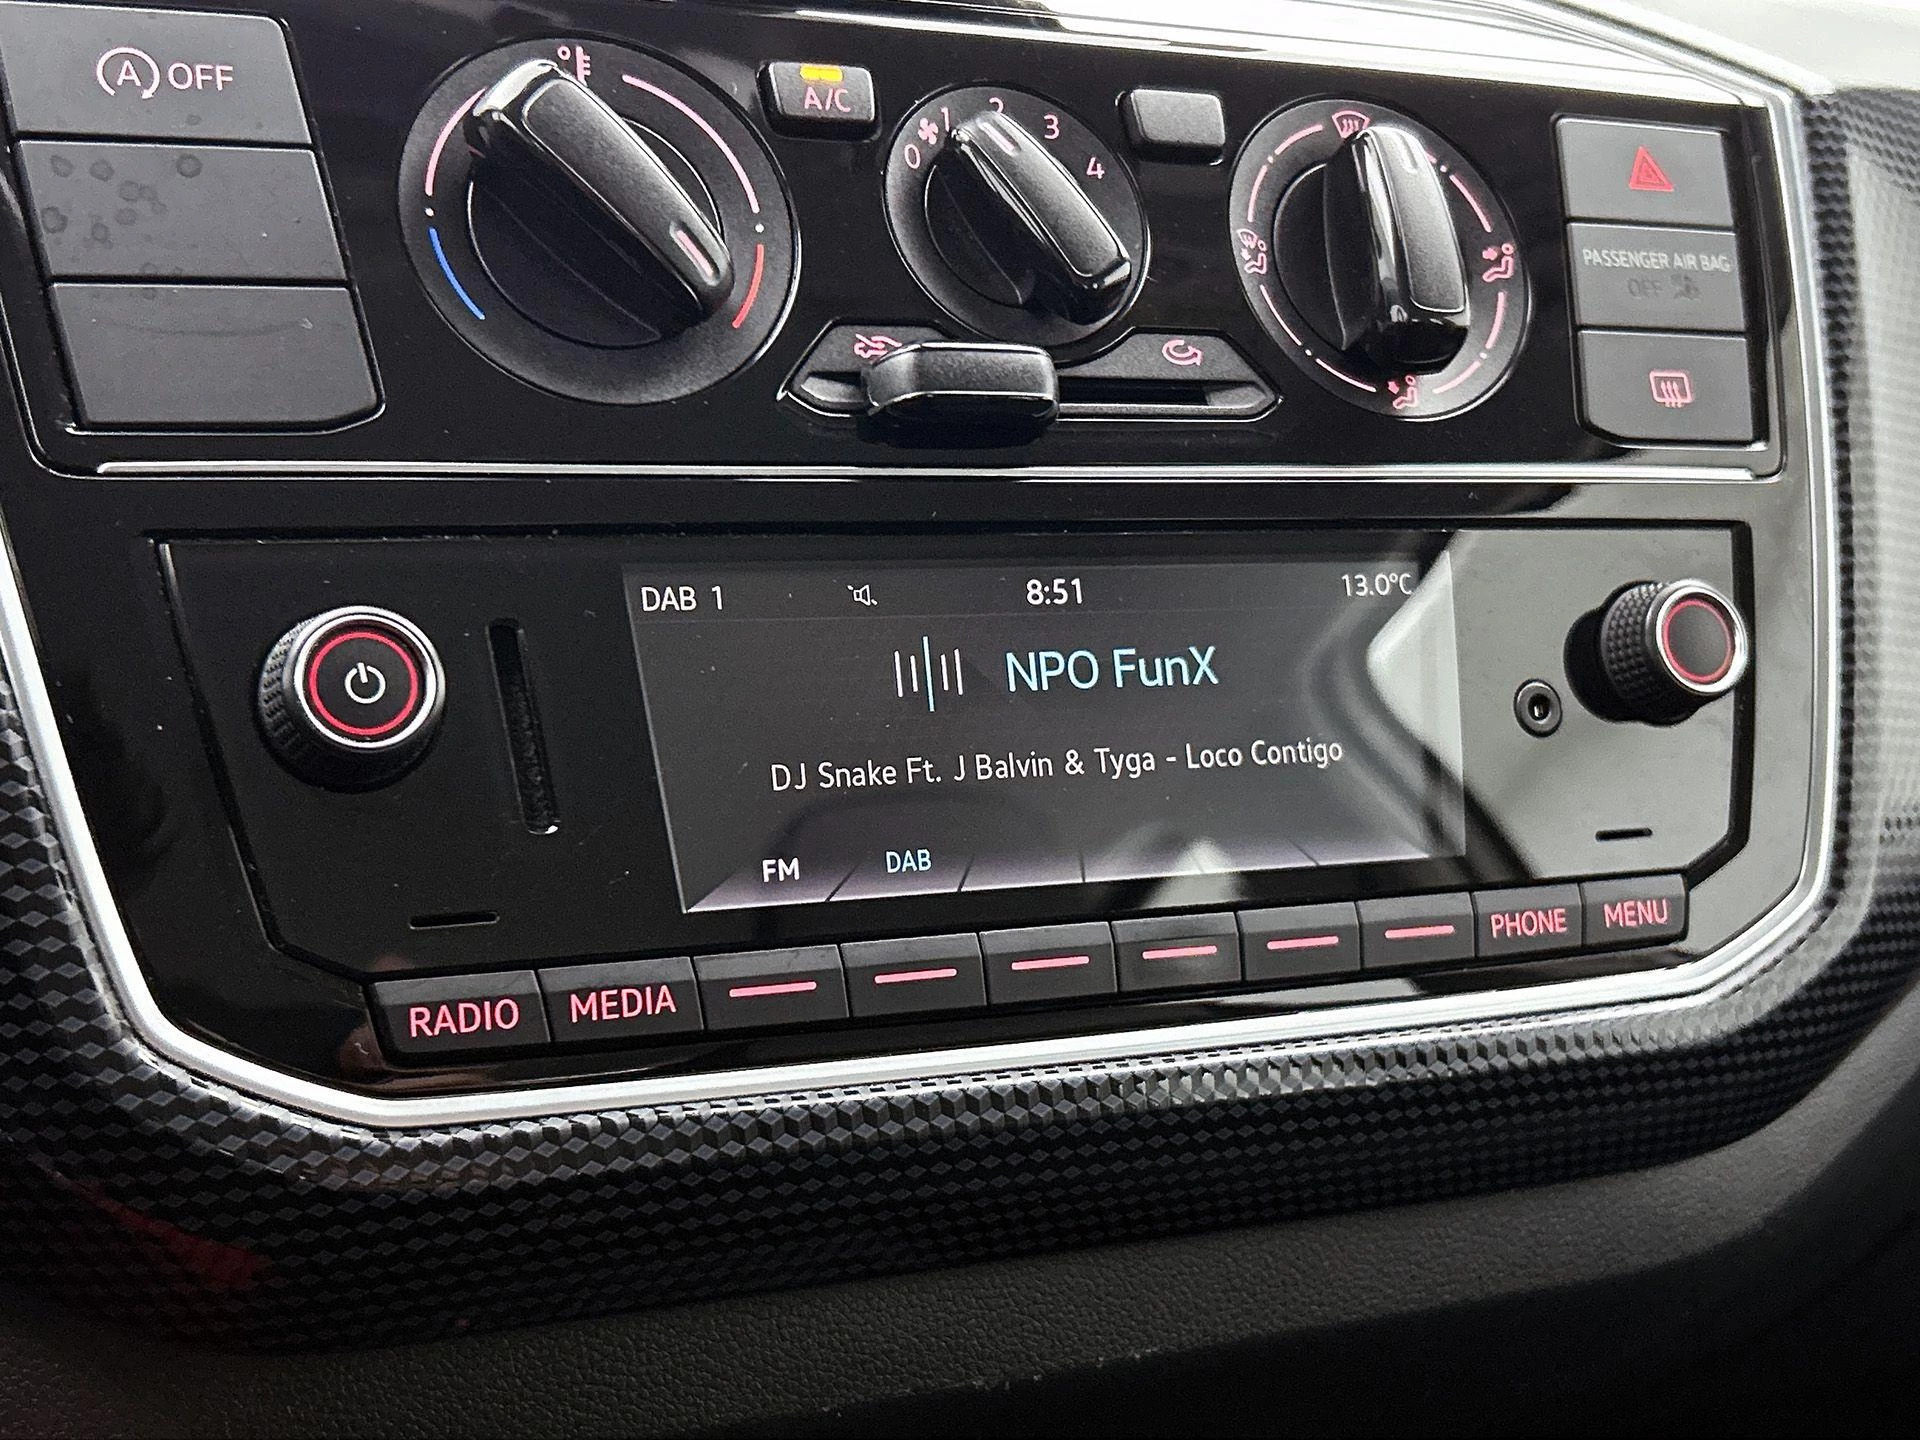 A OFF
A/C
0 1 2 3 4
PASSENGER AIR BAG
OFF
DAB 1 8:51 13.0°C
NPO FunX
DJ Snake Ft. J Balvin & Tyga - Loco Contigo
FM DAB
RADIO MEDIA PHONE MENU